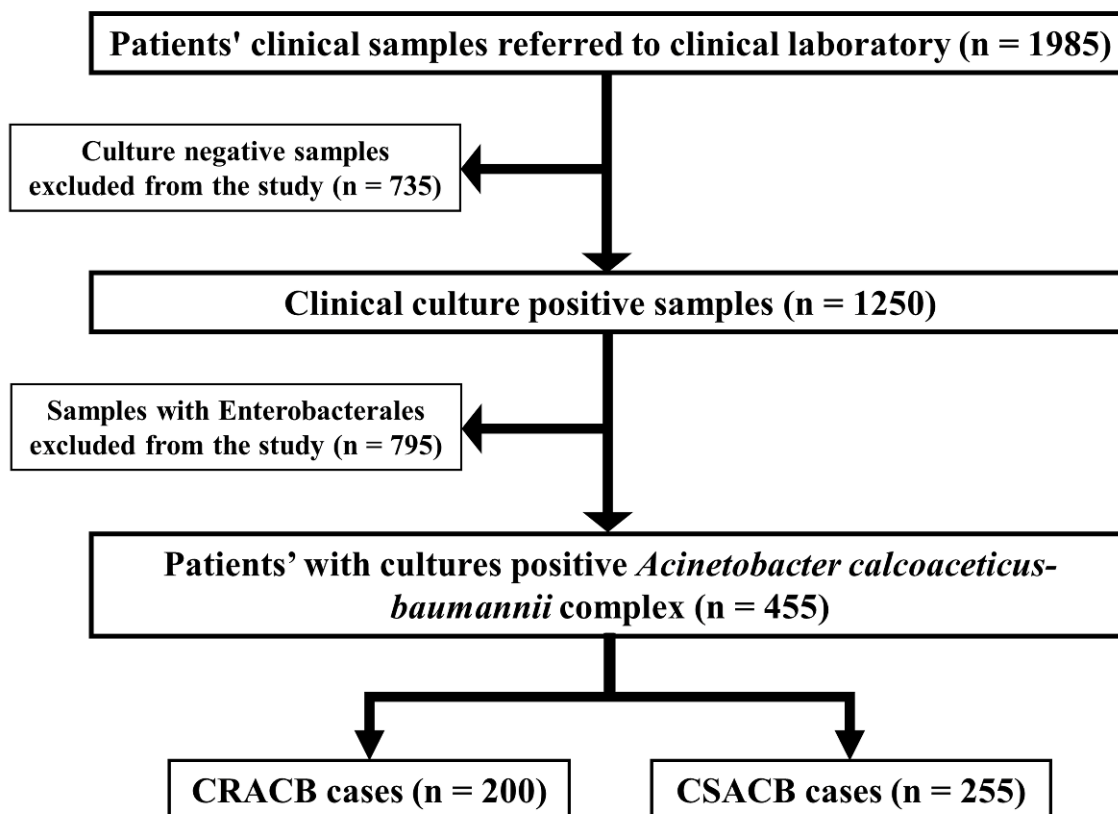 Patients' clinical samples referred to clinical laboratory (n = 1985)
Culture negative samples
excluded from the study (n = 735)
Clinical culture positive samples (n = 1250)
Samples with Enterobacterales
excluded from the study (n = 795)
Patients’ with cultures positive Acinetobacter calcoaceticus-
baumannii complex (n = 455)
CRACB cases (n = 200)
CSACB cases (n = 255)